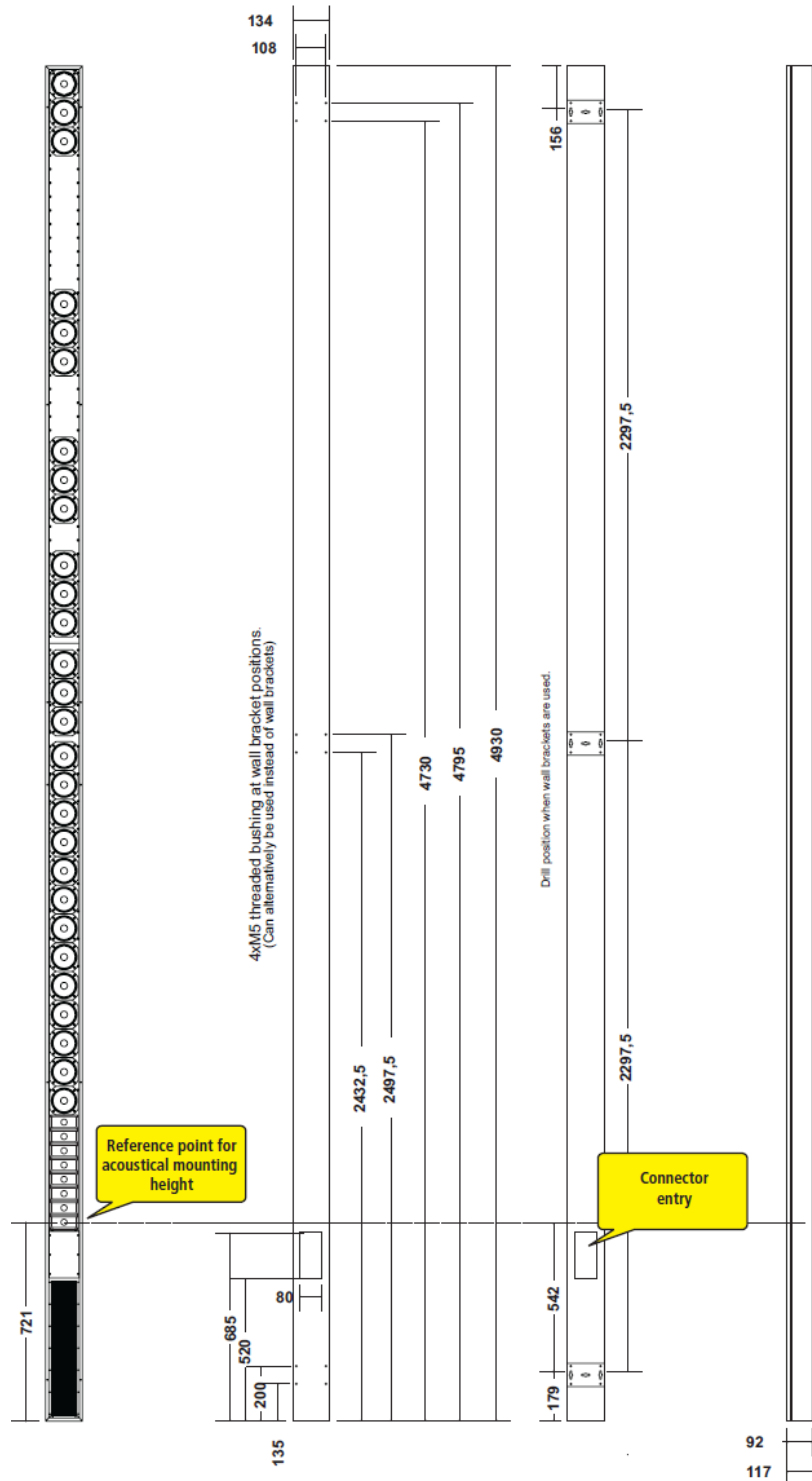 134
108
156
2297,5
4xM5 threaded bushing at wall bracket positions.
(Can alternatively be used instead of wall brackets)
4730
4795
4930
Drill position when wall brackets are used.
2432,5
2497,5
2297,5
Reference point for
acoustical mounting
height
Connector
entry
721
685
520
80
200
135
542
179
92
117